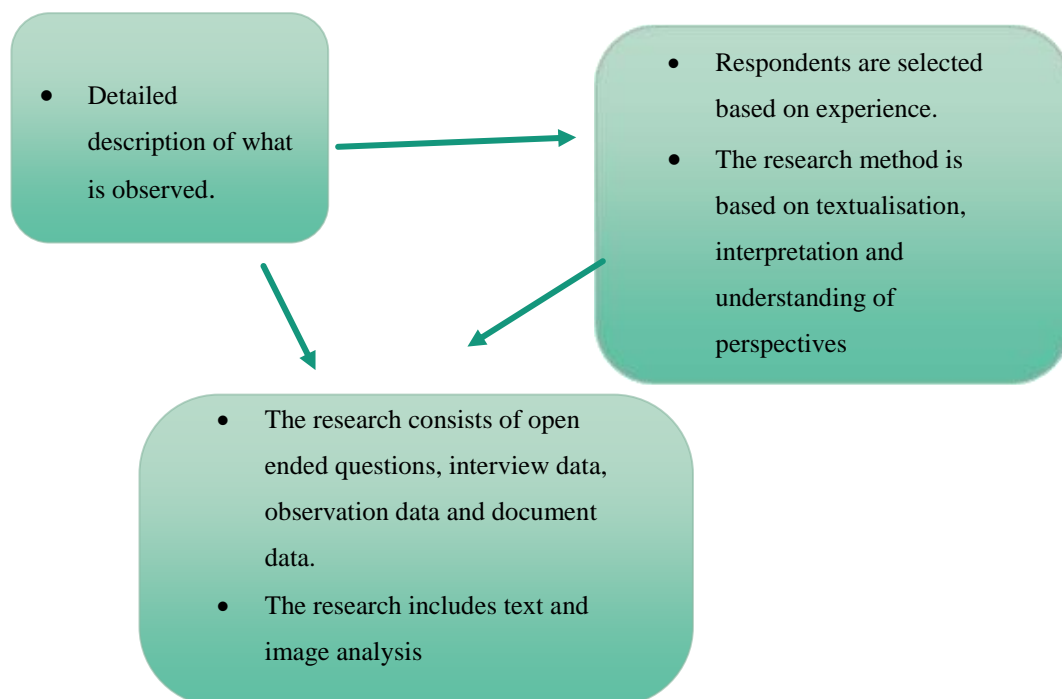 • Detailed
description of what
is observed.
• Respondents are selected
based on experience.
• The research method is
based on textualisation,
interpretation and
understanding of
perspectives
• The research consists of open
ended questions, interview data,
observation data and document
data.
• The research includes text and
image analysis